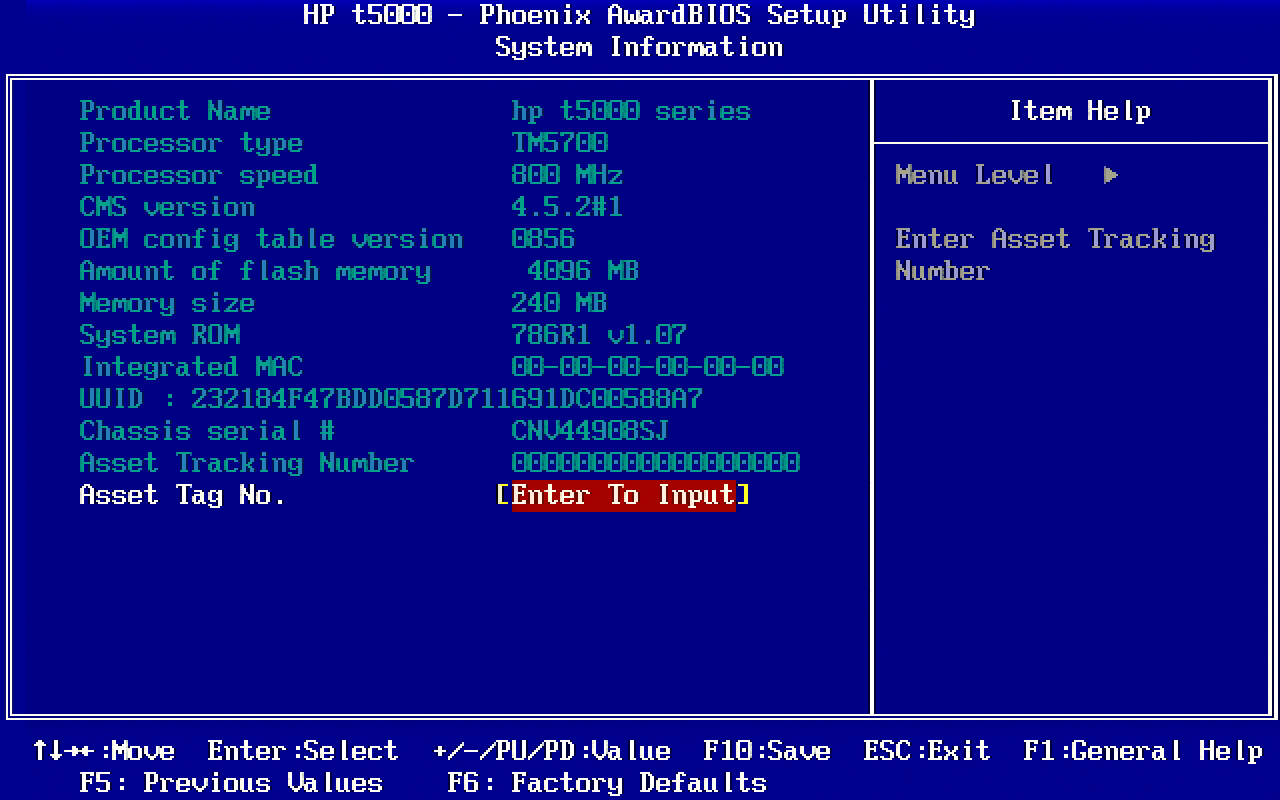 HP t5000 - Phoenix AwardBIOS Setup Utility
System Information
Product Name hp t5000 series
Processor type TM5700
Processor speed 800 MHz
CMS version 4.5.2#1
OEM config table version 0856
Amount of flash memory 4096 MB
Memory size 240 MB
System ROM 786R1 v1.07
Integrated MAC 00-00-00-00-00-00
UUID : 232184F47BDD0587D711691DC00588A7
Chassis serial # CNV44908SJ
Asset Tracking Number 000000000000000000
Asset Tag No. [Enter To Input]
Item Help
Menu Level ►
Enter Asset Tracking
Number
↑↓→←:Move Enter:Select +/-/PU/PD:Value F10:Save ESC:Exit F1:General Help
F5: Previous Values F6: Factory Defaults